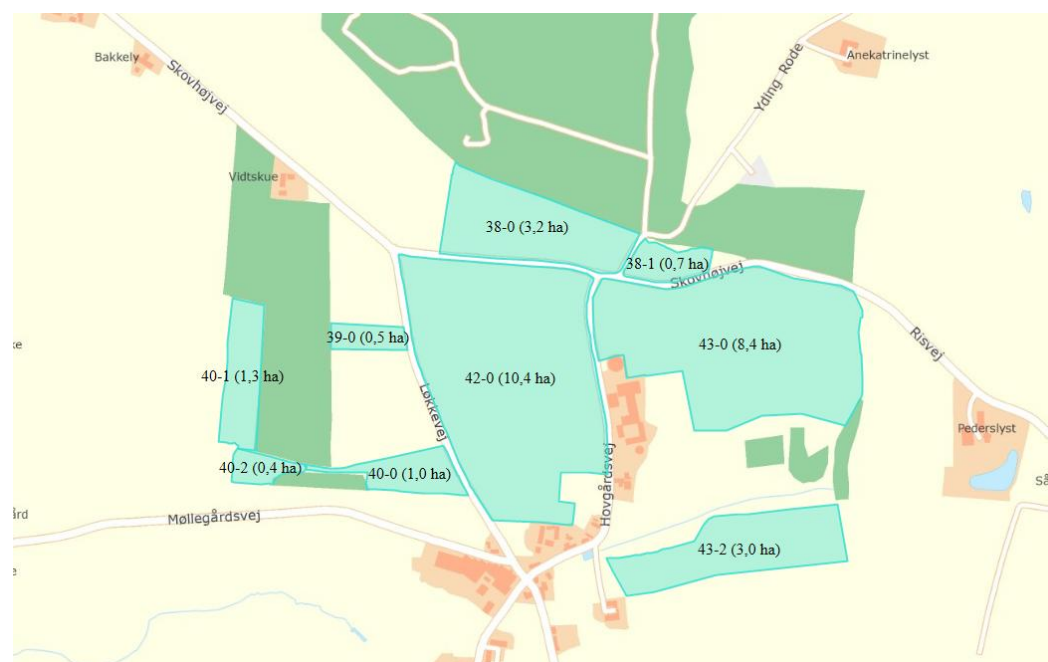 Bakkely
Skovhøjvej
Yding Rode
Anekatrinelyst
Vidtskue
38-0 (3,2 ha)
38-1 (0,7 ha)
Skovhøjvej
ke
39-0 (0,5 ha)
43-0 (8,4 ha)
Risvej
40-1 (1,3 ha)
42-0 (10,4 ha)
Løkkevej
Pederslyst
40-2 (0,4 ha)
40-0 (1,0 ha)
Så
Hovgårdsvej
ård
Møllegårdsvej
43-2 (3,0 ha)
e